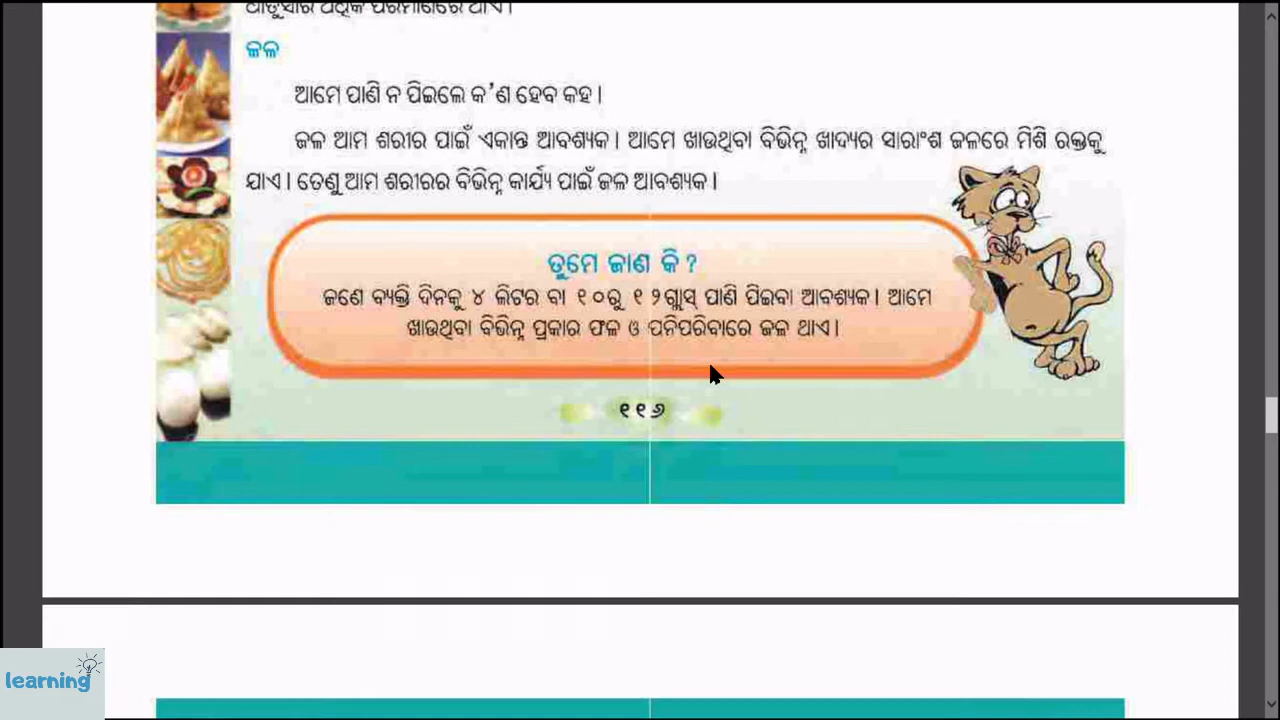 ଜଳ
ଆମେ ପାଣି ନ ପିଇଲେ କ'ଣ ହେବ କହ।
ଜଳ ଆମ ଶରୀର ପାଇଁ ଏକାନ୍ତ ଆବଶ୍ୟକ। ଆମେ ଖାଉଥିବା ବିଭିନ୍ନ ଖାଦ୍ୟର ସାରାଂଶ ଜଳରେ ମିଶି ରକ୍ତକୁ
ଯାଏ। ତେଣୁ ଆମ ଶରୀରର ବିଭିନ୍ନ କାର୍ଯ୍ୟ ପାଇଁ ଜଳ ଆବଶ୍ୟକ।
ତୁମେ ଜାଣ କି ?
ଜଣେ ବ୍ୟକ୍ତି ଦିନକୁ ୪ ଲିଟର ବା ୧୦ରୁ ୧୨ଗ୍ଲାସ୍ ପାଣି ପିଇବା ଆବଶ୍ୟକ। ଆମେ
ଖାଉଥିବା ବିଭିନ୍ନ ପ୍ରକାର ଫଳ ଓ ପନିପରିବାରେ ଜଳ ଥାଏ।
୧୧୬
learning